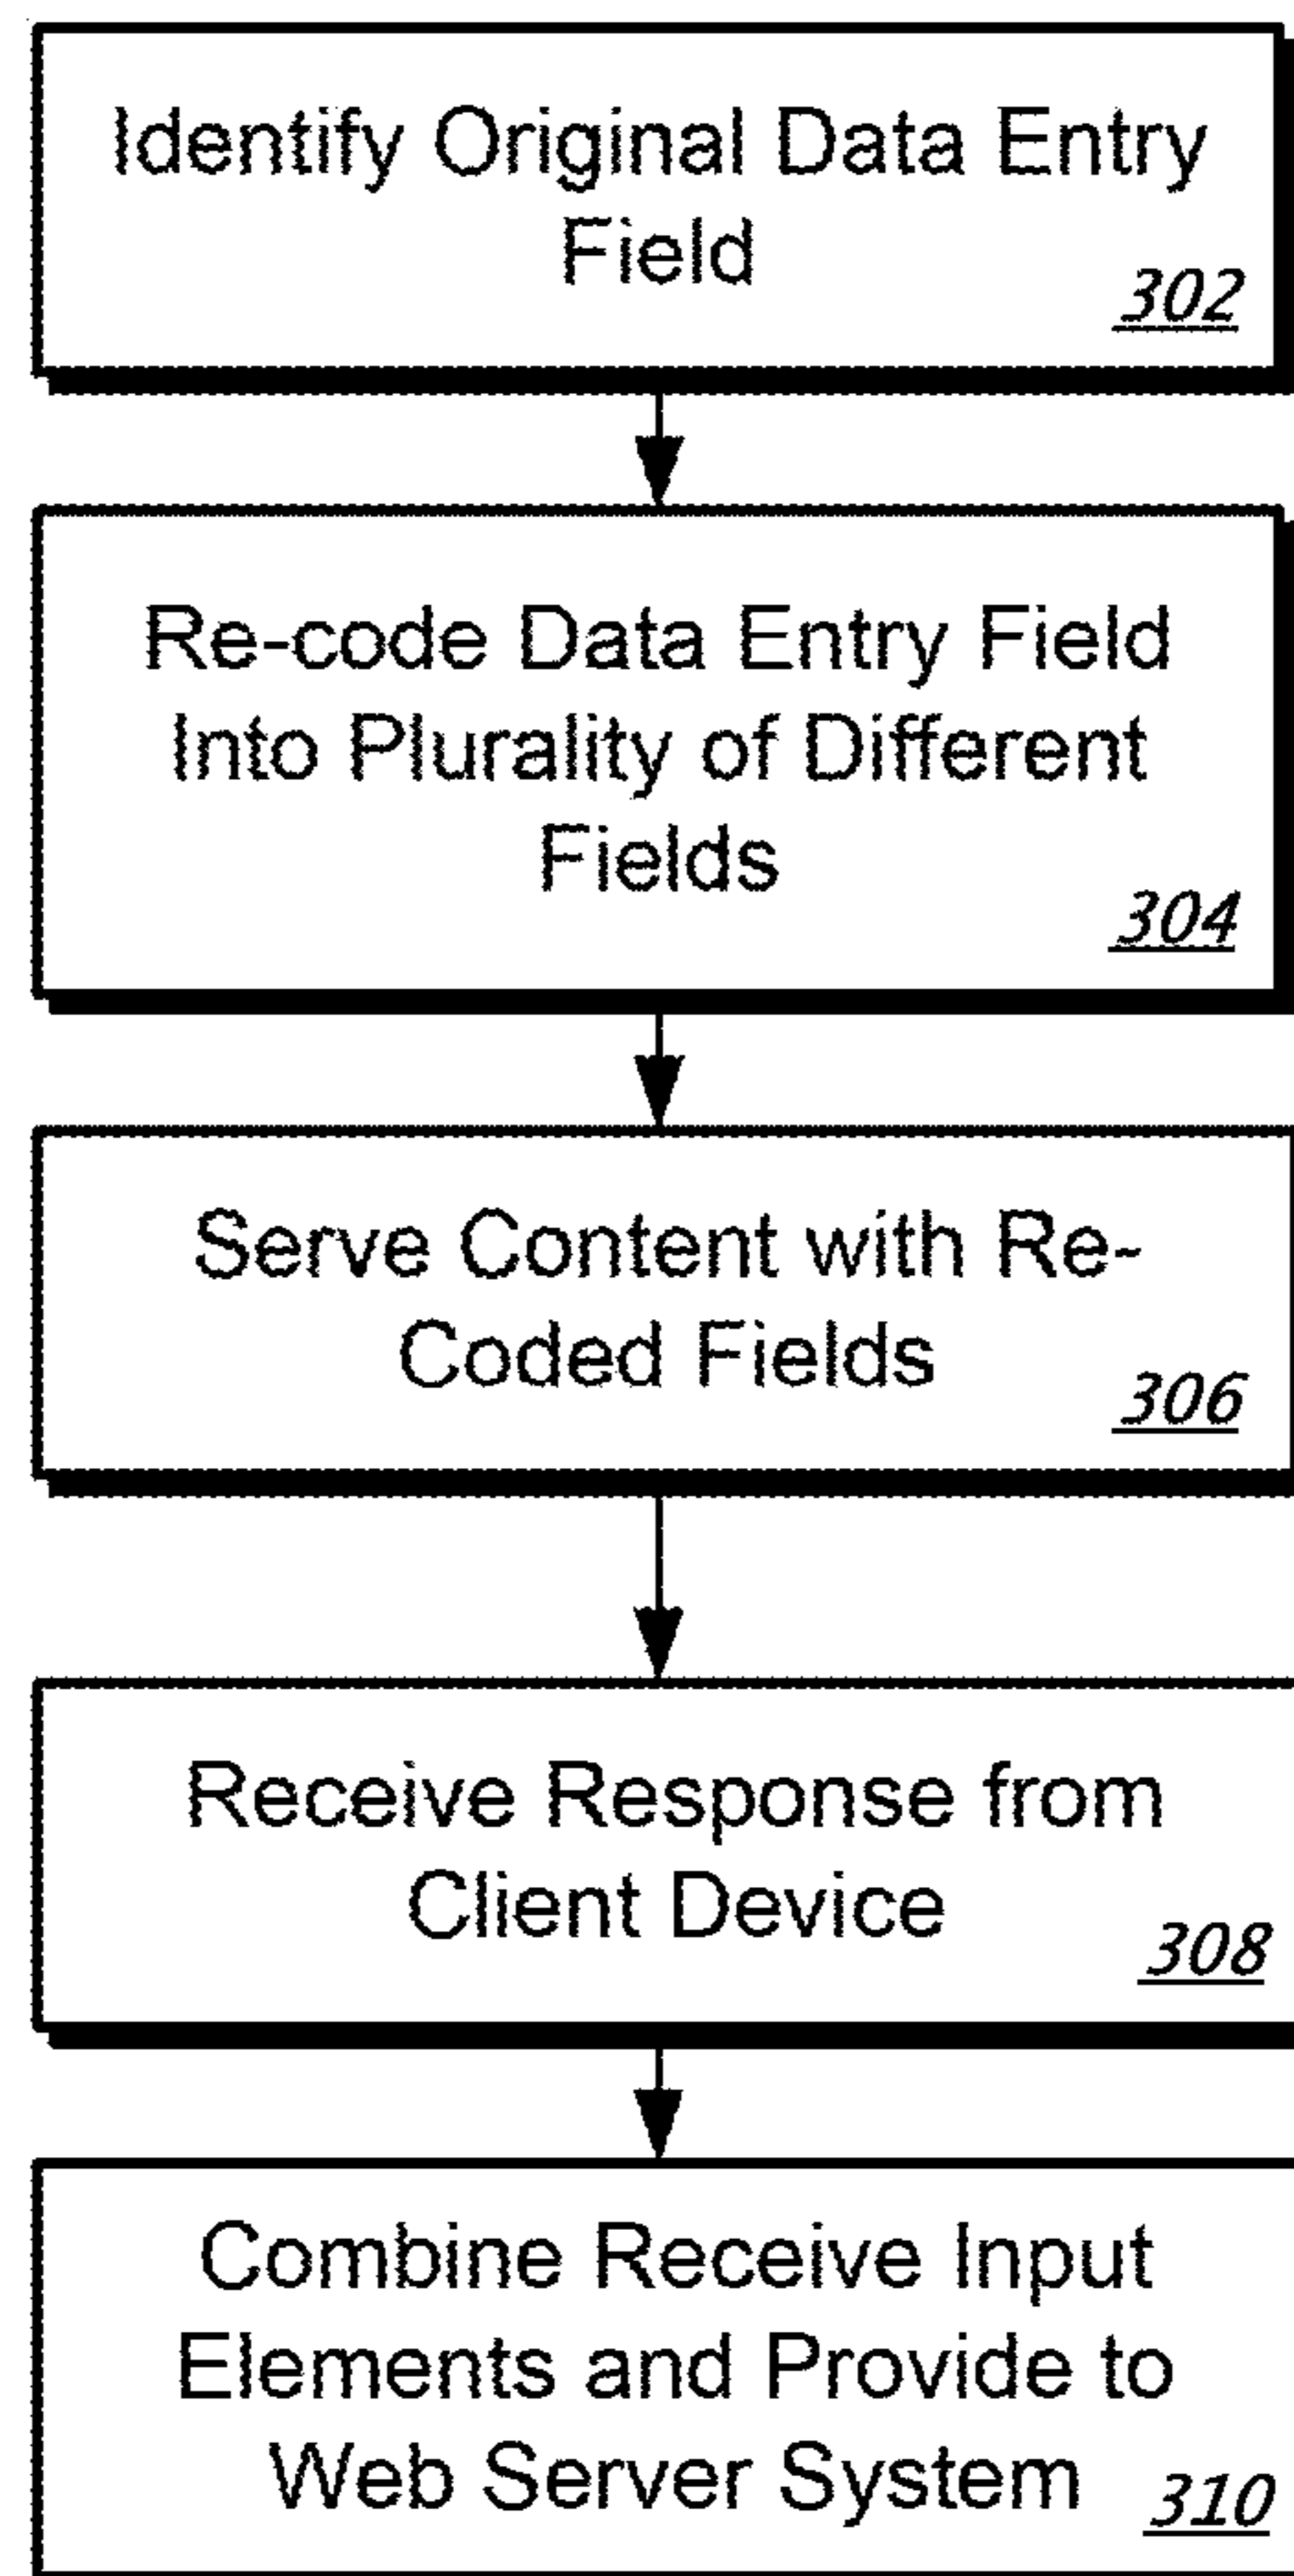 Identify Original Data Entry
Field
302
Re-code Data Entry Field
Into Plurality of Different
Fields
304
Serve Content with Re-
Coded Fields
306
Receive Response from
Client Device
308
Combine Receive Input
Elements and Provide to
Web Server System
310